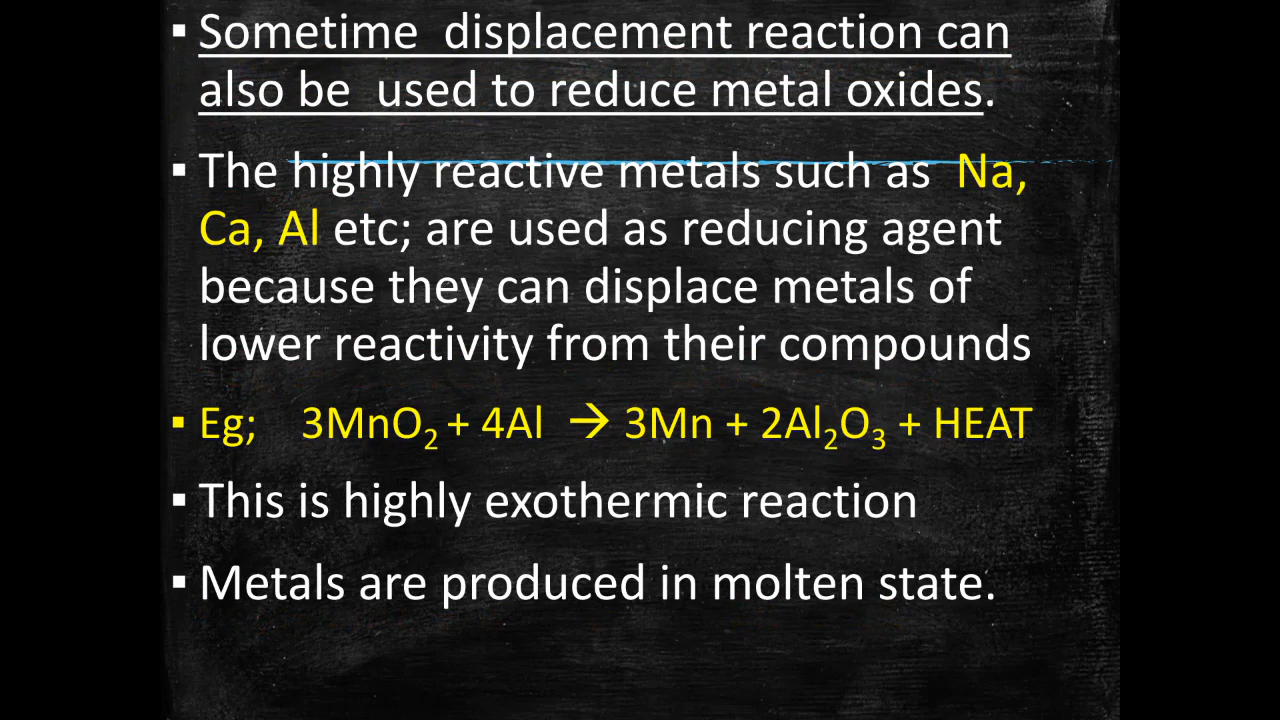 ▪ Sometime displacement reaction can
also be used to reduce metal oxides.
▪ The highly reactive metals such as Na,
Ca, Al etc; are used as reducing agent
because they can displace metals of
lower reactivity from their compounds
▪ Eg; 3MnO₂ + 4Al → 3Mn + 2Al₂O₃ + HEAT
▪ This is highly exothermic reaction
▪ Metals are produced in molten state.